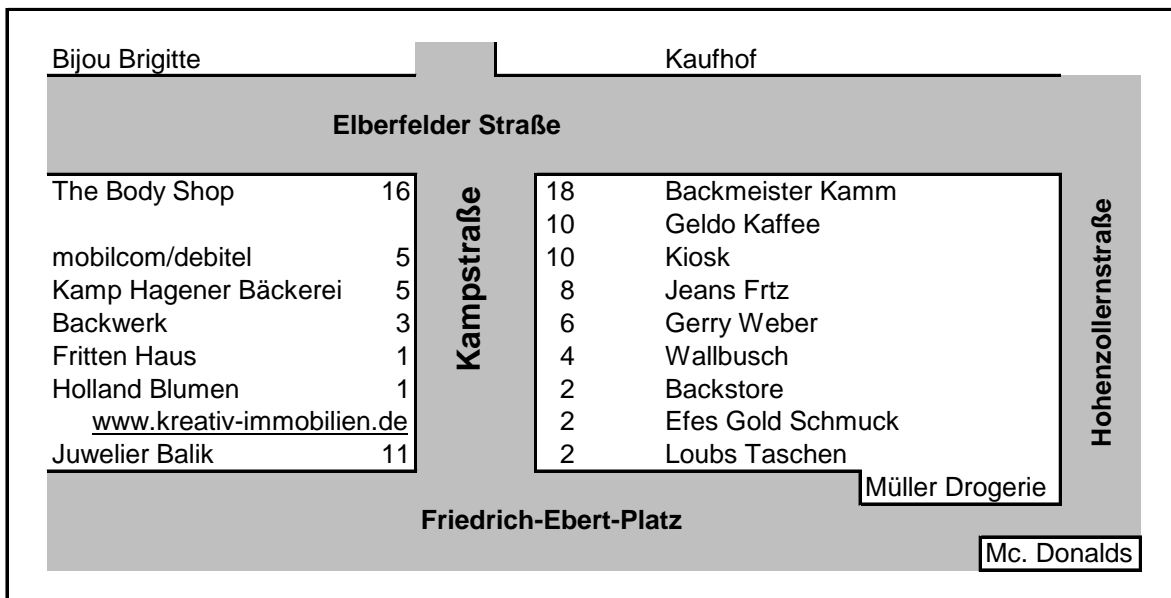 Bijou Brigitte Kaufhof
Elberfelder Straße
The Body Shop 16 18 Backmeister Kamm
10 Geldo Kaffee
mobilcom/debitel 5 10 Kiosk
Kamp Hagener Bäckerei 5 8 Jeans Frtz
Backwerk 3 6 Gerry Weber
Fritten Haus 1 4 Wallbusch
Holland Blumen 1 2 Backstore
www.kreativ-immobilien.de 2 Efes Gold Schmuck
Juwelier Balik 11 2 Loubs Taschen
Kampstraße
Hohenzollernstraße
Müller Drogerie
Friedrich-Ebert-Platz
Mc. Donalds